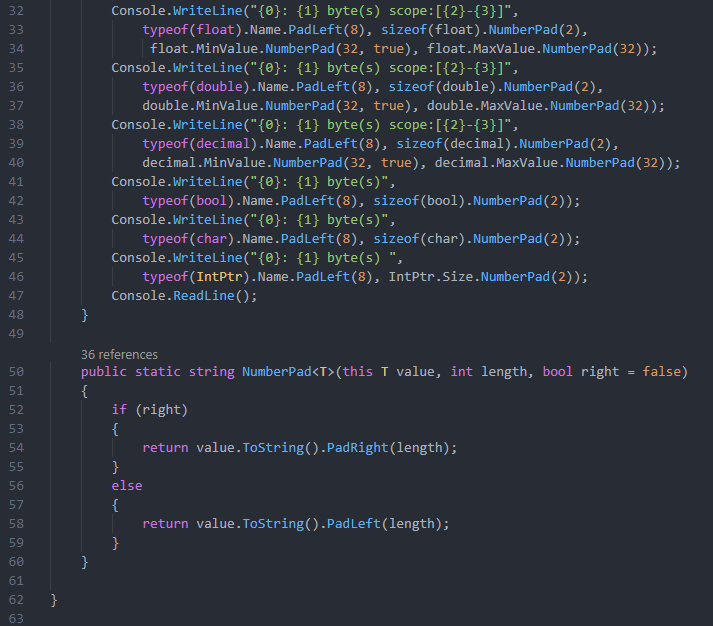 32 Console.WriteLine("{0}: {1} byte(s) scope:[{2}-{3}]",
33 typeof(float).Name.PadLeft(8), sizeof(float).NumberPad(2),
34 float.MinValue.NumberPad(32, true), float.MaxValue.NumberPad(32));
35 Console.WriteLine("{0}: {1} byte(s) scope:[{2}-{3}]",
36 typeof(double).Name.PadLeft(8), sizeof(double).NumberPad(2),
37 double.MinValue.NumberPad(32, true), double.MaxValue.NumberPad(32));
38 Console.WriteLine("{0}: {1} byte(s) scope:[{2}-{3}]",
39 typeof(decimal).Name.PadLeft(8), sizeof(decimal).NumberPad(2),
40 decimal.MinValue.NumberPad(32, true), decimal.MaxValue.NumberPad(32));
41 Console.WriteLine("{0}: {1} byte(s)",
42 typeof(bool).Name.PadLeft(8), sizeof(bool).NumberPad(2));
43 Console.WriteLine("{0}: {1} byte(s)",
44 typeof(char).Name.PadLeft(8), sizeof(char).NumberPad(2));
45 Console.WriteLine("{0}: {1} byte(s) ",
46 typeof(IntPtr).Name.PadLeft(8), IntPtr.Size.NumberPad(2));
47 Console.ReadLine();
48 }
49
36 references
50 public static string NumberPad<T>(this T value, int length, bool right = false)
51 {
52 if (right)
53 {
54 return value.ToString().PadRight(length);
55 }
56 else
57 {
58 return value.ToString().PadLeft(length);
59 }
60 }
61
62 }
63